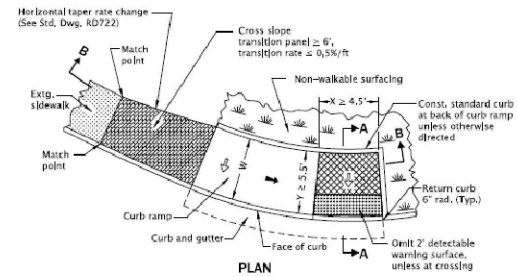 Horizontal taper rate change
(See Std. Dwg. RD722)
B
Match
point
Cross slope
transition panel ≥ 6',
transition rate ≤ 0.5%/ft
Non-walkable surfacing
Extg.
sidewalk
X ≥ 4.5'
Const. standard curb
at back of curb ramp
unless otherwise
directed
A
B
Match
point
W
Y ≥ 5.5'
Return curb
6" rad. (Typ.)
Curb ramp
Curb and gutter
Face of curb
A
Omit 2' detectable
warning surface,
unless at crossing
PLAN